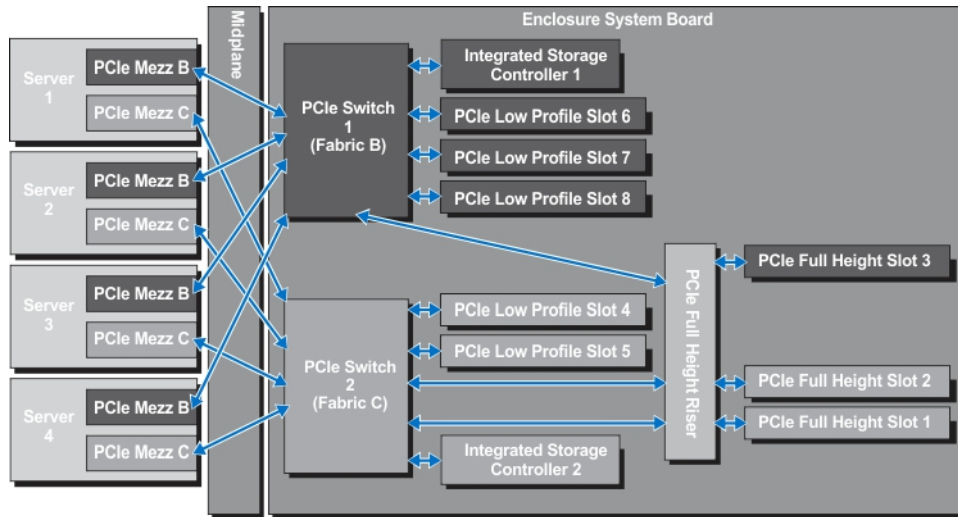 Server
1
PCIe Mezz B
PCIe Mezz C
Server
2
PCIe Mezz B
PCIe Mezz C
Server
3
PCIe Mezz B
PCIe Mezz C
Server
4
PCIe Mezz B
PCIe Mezz C
Midplane
Enclosure System Board
PCIe Switch
1
(Fabric B)
Integrated Storage
Controller 1
PCIe Low Profile Slot 6
PCIe Low Profile Slot 7
PCIe Low Profile Slot 8
PCIe Switch
2
(Fabric C)
PCIe Low Profile Slot 4
PCIe Low Profile Slot 5
Integrated Storage
Controller 2
PCIe Full Height Riser
PCIe Full Height Slot 3
PCIe Full Height Slot 2
PCIe Full Height Slot 1